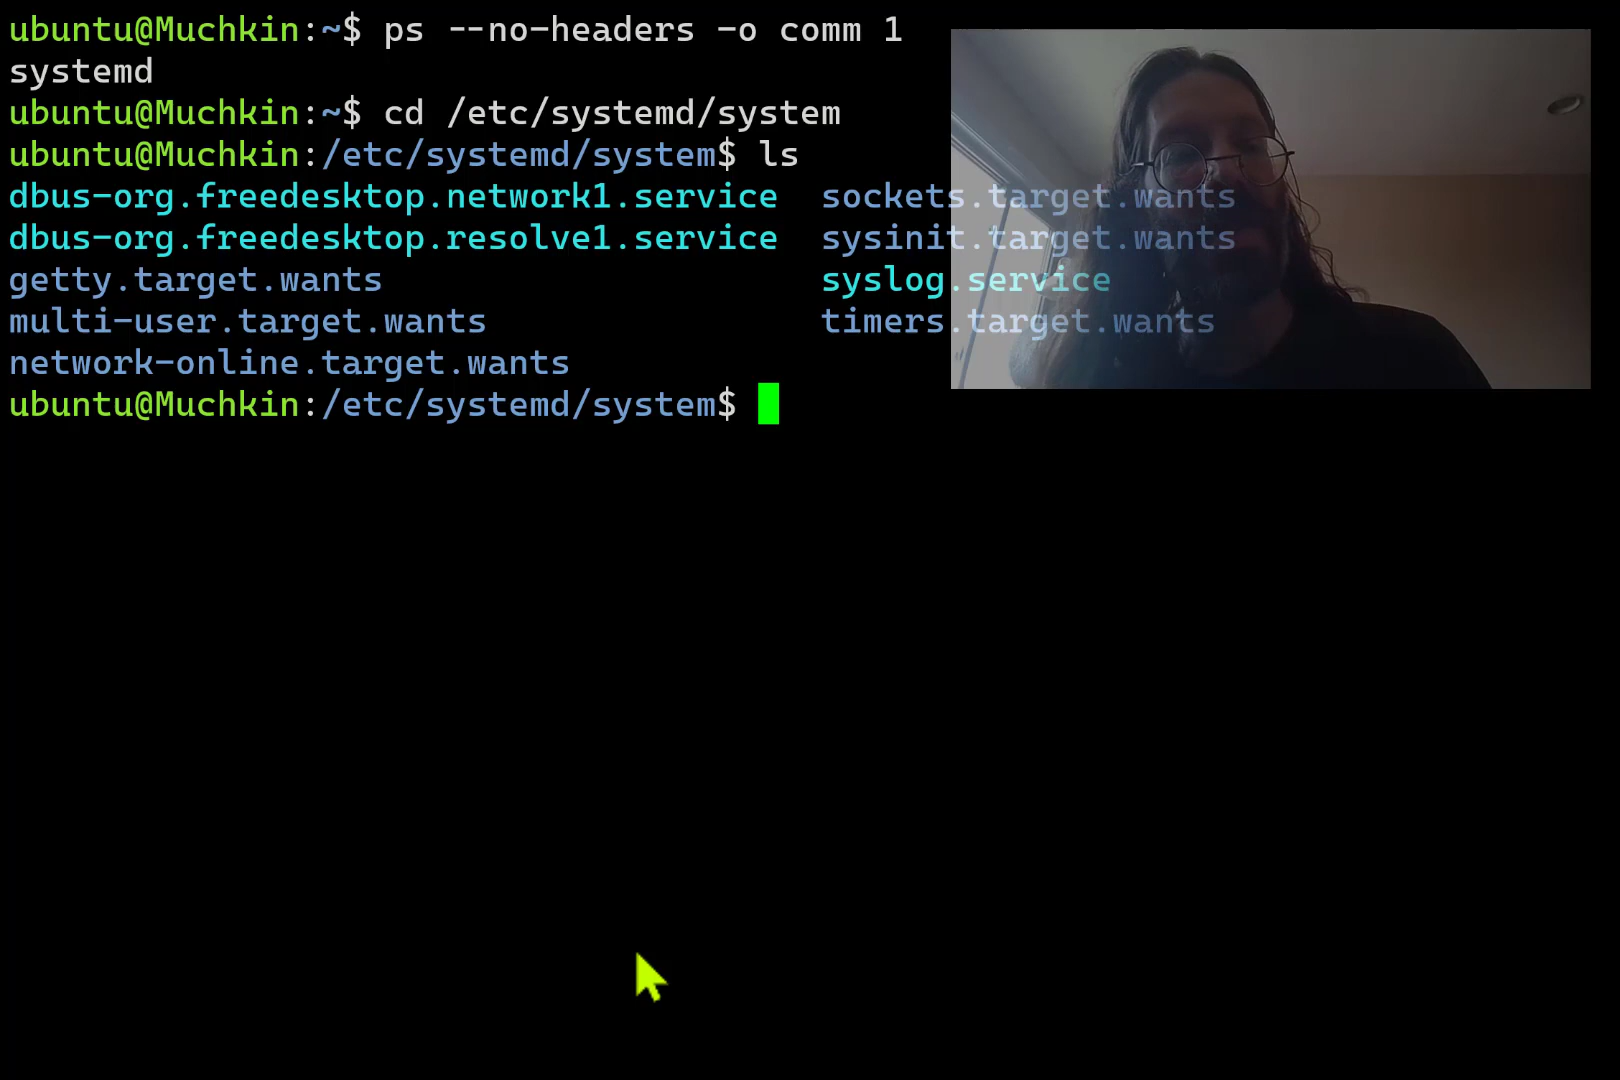 ubuntu@Muchkin:~$ ps --no-headers -o comm 1
systemd
ubuntu@Muchkin:~$ cd /etc/systemd/system
ubuntu@Muchkin:/etc/systemd/system$ ls
dbus-org.freedesktop.network1.service  sockets.target.wants
dbus-org.freedesktop.resolve1.service  sysinit.target.wants
getty.target.wants                     syslog.service
multi-user.target.wants                timers.target.wants
network-online.target.wants
ubuntu@Muchkin:/etc/systemd/system$